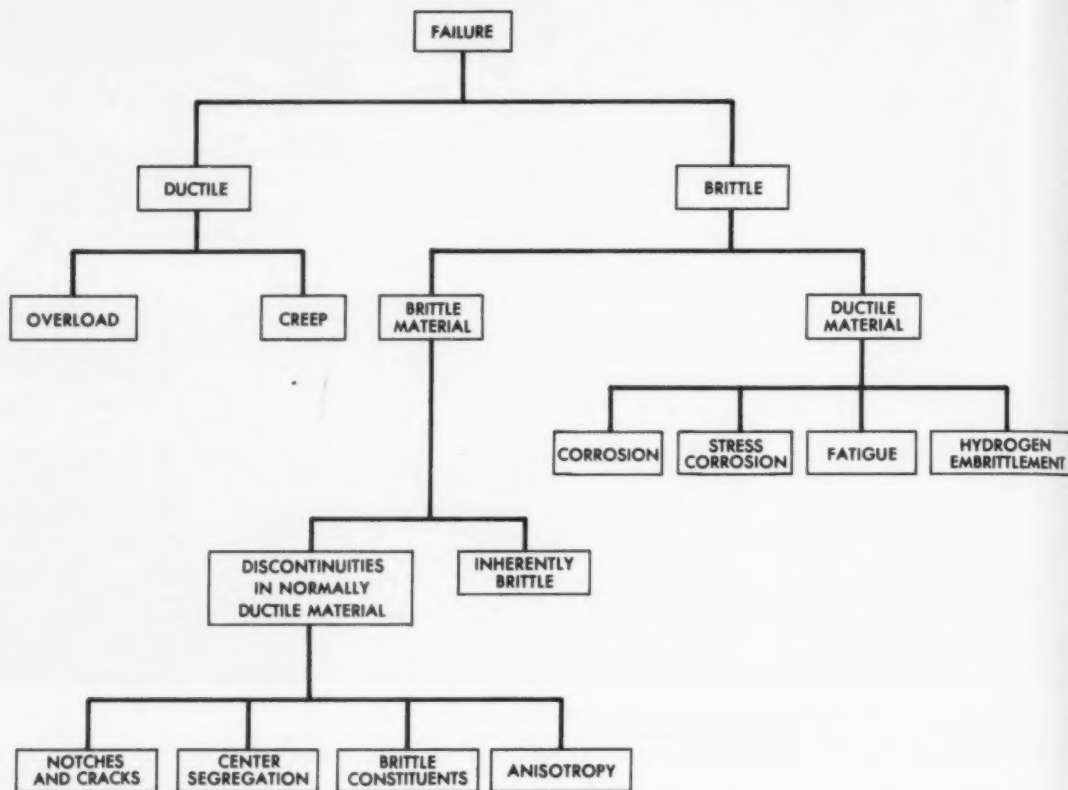 FAILURE
DUCTILE
BRITTLE
OVERLOAD
CREEP
BRITTLE
MATERIAL
DUCTILE
MATERIAL
CORROSION
STRESS
CORROSION
FATIGUE
HYDROGEN
EMBRITTLEMENT
DISCONTINUITIES
IN NORMALLY
DUCTILE MATERIAL
INHERENTLY
BRITTLE
NOTCHES
AND CRACKS
CENTER
SEGREGATION
BRITTLE
CONSTITUENTS
ANISOTROPY